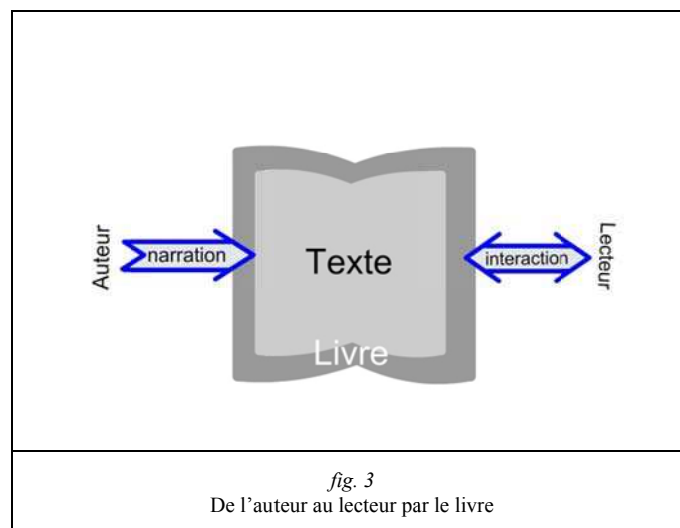 Auteur
narration
Texte
Livre
interaction
Lecteur
fig. 3
De l'auteur au lecteur par le livre